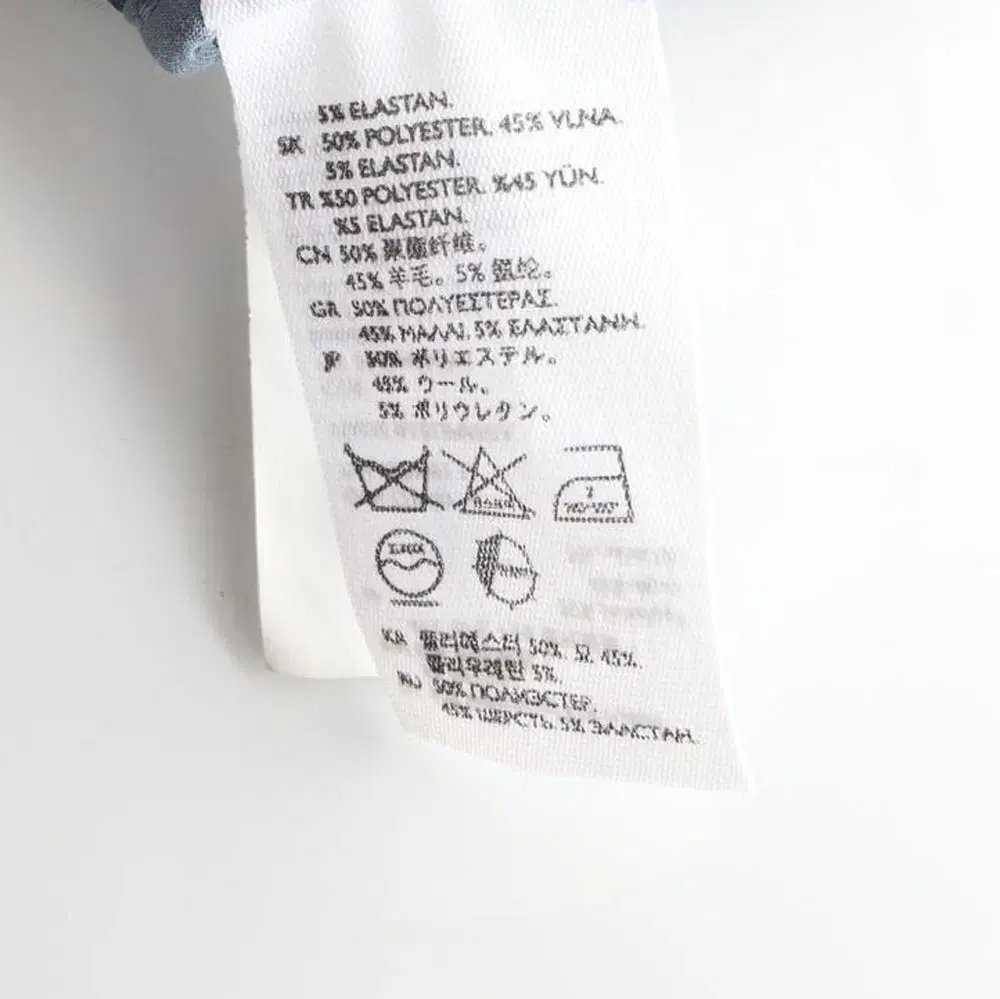 5% ELASTAN.
SK 50% POLYESTER. 45% VLNA.
5% ELASTAN.
TR %50 POLYESTER. %45 YÜN.
%5 ELASTAN.
CN 50% 聚酯纤维。
45% 羊毛。5% 氨纶。
GR 50% ΠΟΛΥΕΣΤΕΡΑΣ.
45% ΜΑΛΛΙ. 5% ΕΛΑΣΤΑΝΗ.
JP 50% ポリエステル。
45% ウール。
5% ポリウレタン。
KR 폴리에스터 50%. 모 45%.
폴리우레탄 5%.
50% ПОЛИЭСТЕР.
45% ШЕРСТЬ. 5% ЭЛАСТАН.